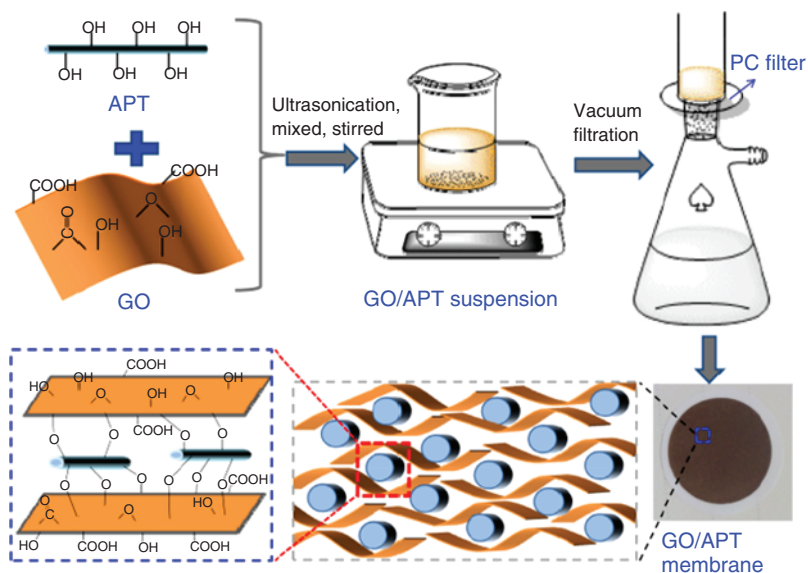 OH OH OH
OH OH OH
APT
COOH
COOH
O
C
OH
O
OH
GO
Ultrasonication,
mixed, stirred
GO/APT suspension
Vacuum
filtration
PC filter
COOH
HO OH O OH O OH
O O COOH O O
O O O O O COOH
O
C O HO
HO COOH OH COOH
GO/APT
membrane